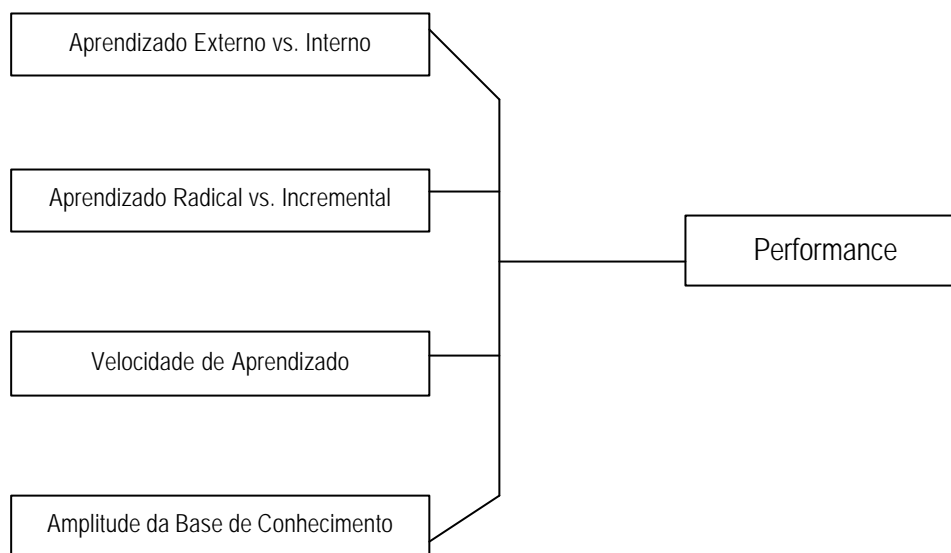 Aprendizado Externo vs. Interno
Aprendizado Radical vs. Incremental
Performance
Velocidade de Aprendizado
Amplitude da Base de Conhecimento